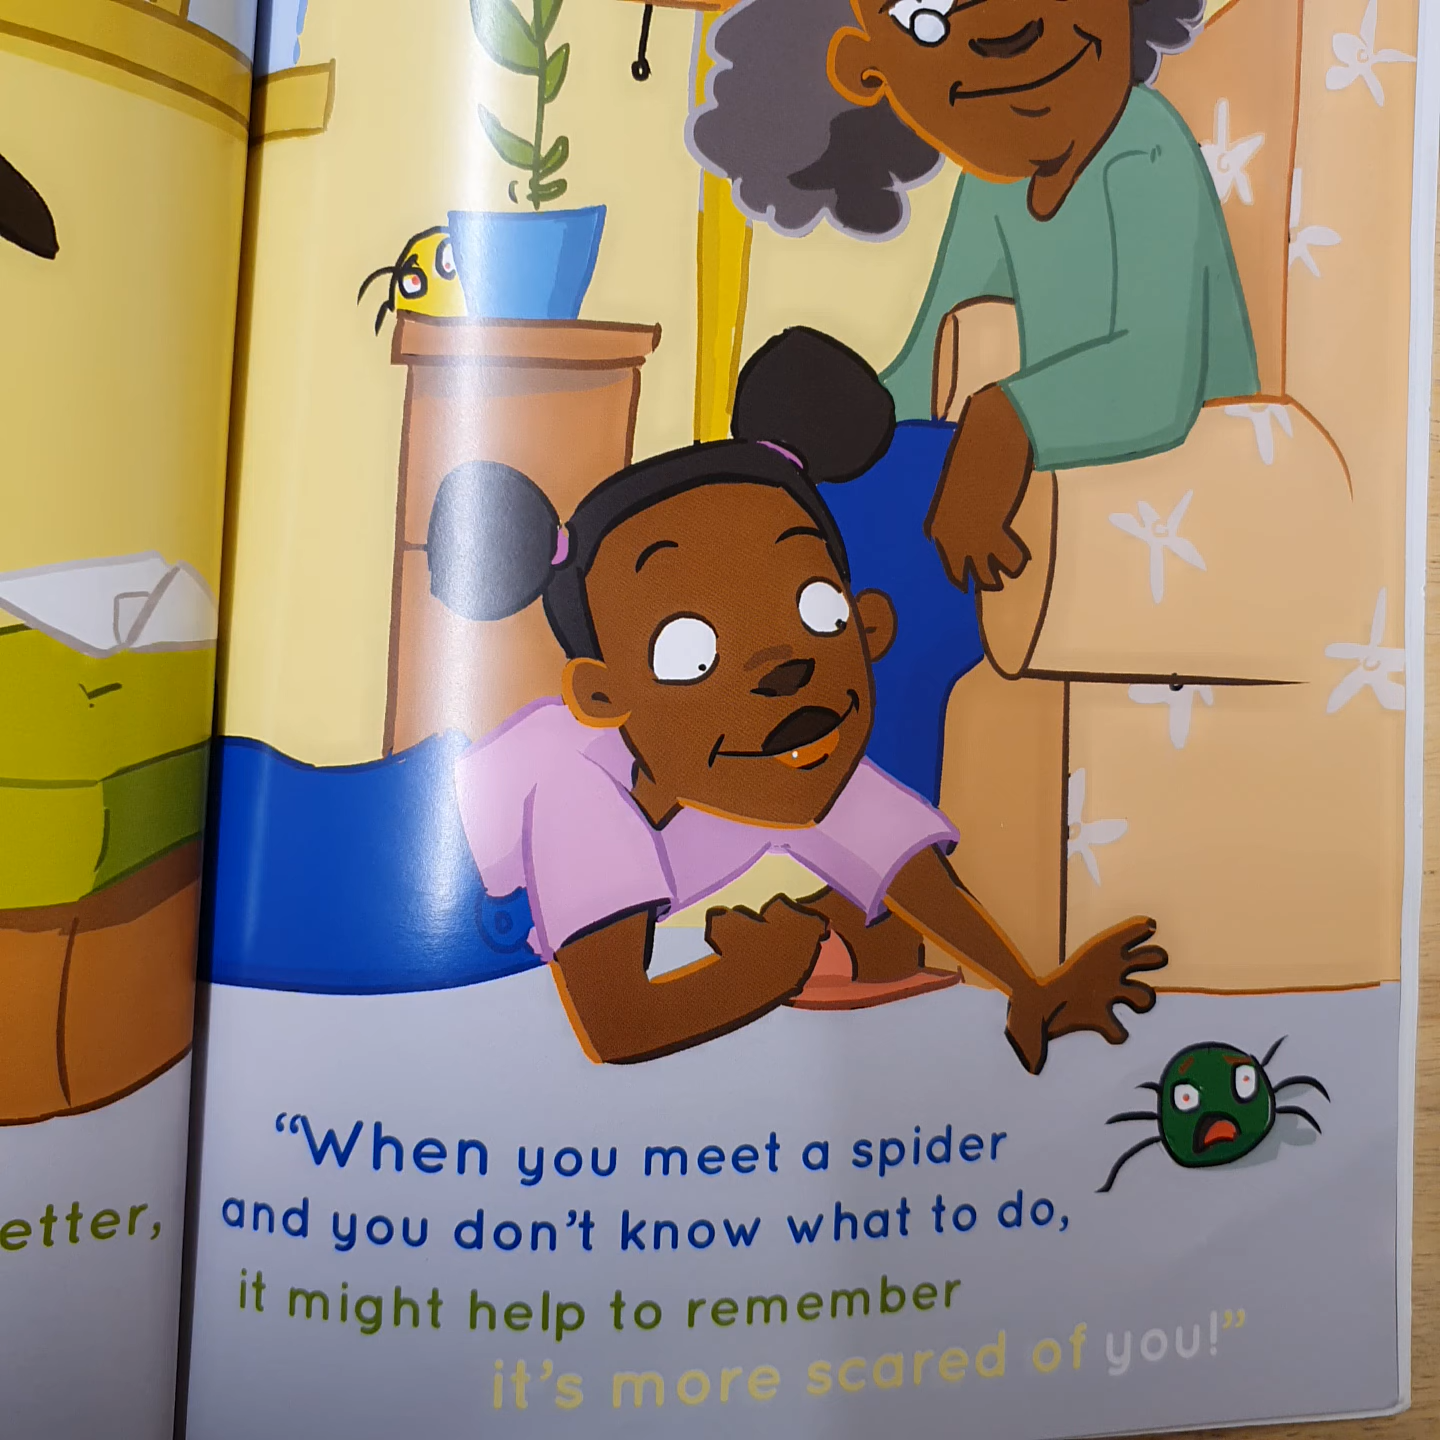 etter,
“When you meet a spider
and you don’t know what to do,
it might help to remember
it’s more scared of you!”